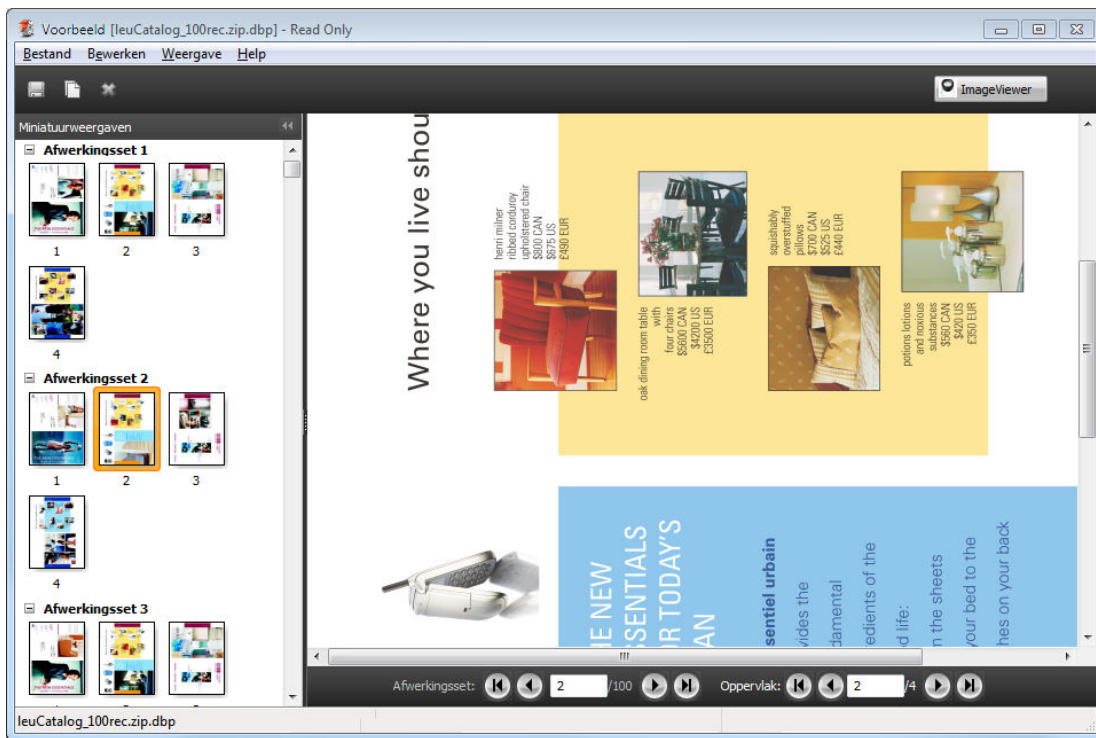 Voorbeeld [leuCatalog_100rec.zip.dbp] - Read Only
Bestand Bewerken Weergave Help
ImageViewer
Miniatuurweergaven
Afwerkingsset 1
1 2 3
4
Afwerkingsset 2
1 2 3
4
Afwerkingsset 3
Where you live shou
henri milner
ribbed corduroy
upholstered chair
$800 CAN
$675 US
£490 EUR
oak dining room table
with
four chairs
$5600 CAN
$4200 US
£3500 EUR
squishably
overstuffed
pillows
$700 CAN
$525 US
£440 EUR
potions lotions
and noxious
substances
$560 CAN
$420 US
£350 EUR
HE NEW
SSENTIALS
OR TODAY'S
AN
sentiel urbain
vides the
damental
edients of the
d life:
n the sheets
your bed to the
hes on your back
Afwerkingsset: 2 /100 Oppervlak: 2 /4
leuCatalog_100rec.zip.dbp